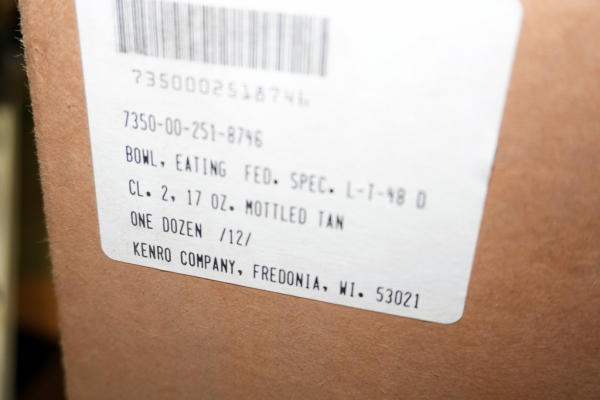 7350002518746
7350-00-251-8746
BOWL, EATING FED. SPEC. L-T-48 D
CL. 2, 17 OZ. MOTTLED TAN
ONE DOZEN /12/
KENRO COMPANY, FREDONIA, WI. 53021